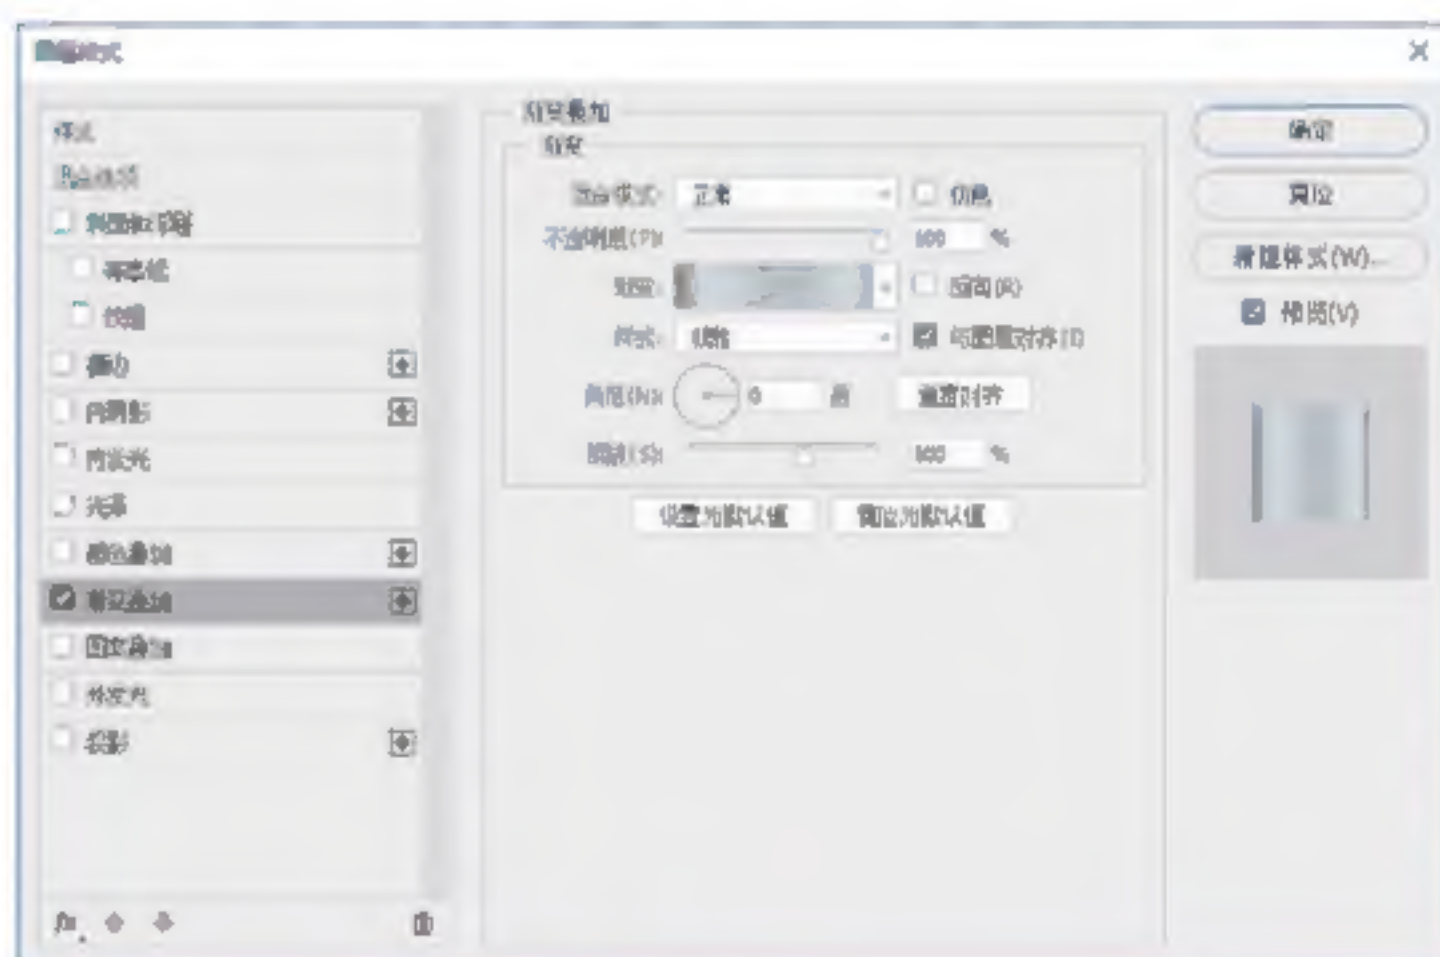 图层样式
样式
混合选项
斜面和浮雕
等高线
纹理
描边
内阴影
内发光
光泽
颜色叠加
渐变叠加
图案叠加
外发光
投影
fx
渐变叠加
渐变
混合模式: 正常 仿色
不透明度(P): 100 %
渐变: 反向(R)
样式: 线性 与图层对齐(I)
角度(N): 0 度 重置对齐
缩放(S): 100 %
设置为默认值 复位为默认值
确定
复位
新建样式(W)...
预览(V)